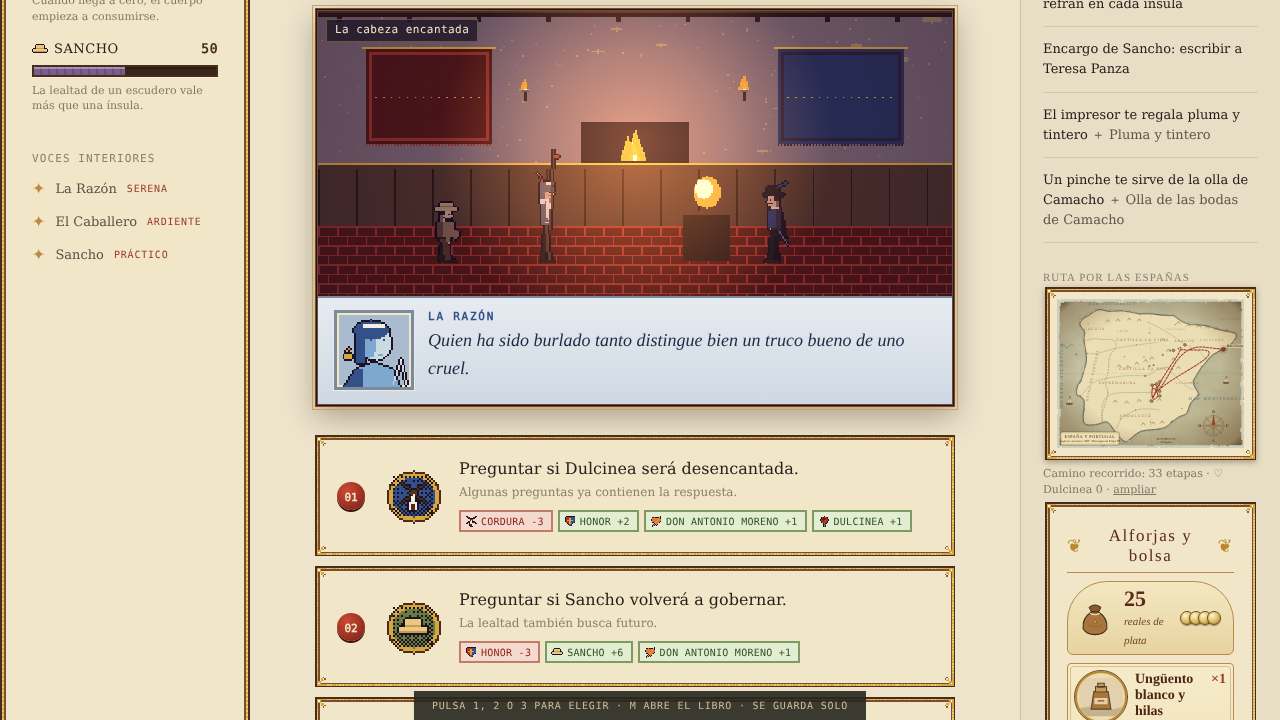 Cuando llega a cero, el cuerpo
empieza a consumirse.
SANCHO 50
La lealtad de un escudero vale
más que una ínsula.
VOCES INTERIORES
La Razón SERENA
El Caballero ARDIENTE
Sancho PRÁCTICO
La cabeza encantada
LA RAZÓN
Quien ha sido burlado tanto distingue bien un truco bueno de uno
cruel.
01
Preguntar si Dulcinea será desencantada.
Algunas preguntas ya contienen la respuesta.
CORDURA -3 HONOR +2 DON ANTONIO MORENO +1 DULCINEA +1
02
Preguntar si Sancho volverá a gobernar.
La lealtad también busca futuro.
HONOR -3 SANCHO +6 DON ANTONIO MORENO +1
PULSA 1, 2 O 3 PARA ELEGIR · M ABRE EL LIBRO · SE GUARDA SOLO
refrán en cada ínsula
Encargo de Sancho: escribir a
Teresa Panza
El impresor te regala pluma y
tintero + Pluma y tintero
Un pinche te sirve de la olla de
Camacho + Olla de las bodas
de Camacho
RUTA POR LAS ESPAÑAS
ESPAÑA Y PORTUGAL
Camino recorrido: 33 etapas · ♡
Dulcinea 0 · ampliar
Alforjas y
bolsa
25
reales de
plata
Ungüento ×1
blanco y
hilas